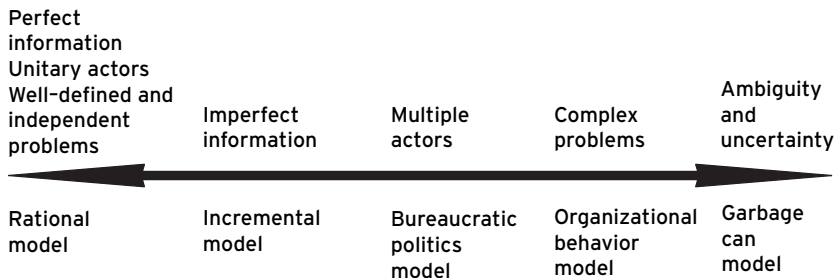 Perfect
information
Unitary actors
Well-defined and
independent
problems
Imperfect
information
Multiple
actors
Complex
problems
Ambiguity
and
uncertainty
Rational
model
Incremental
model
Bureaucratic
politics
model
Organizational
behavior
model
Garbage
can
model